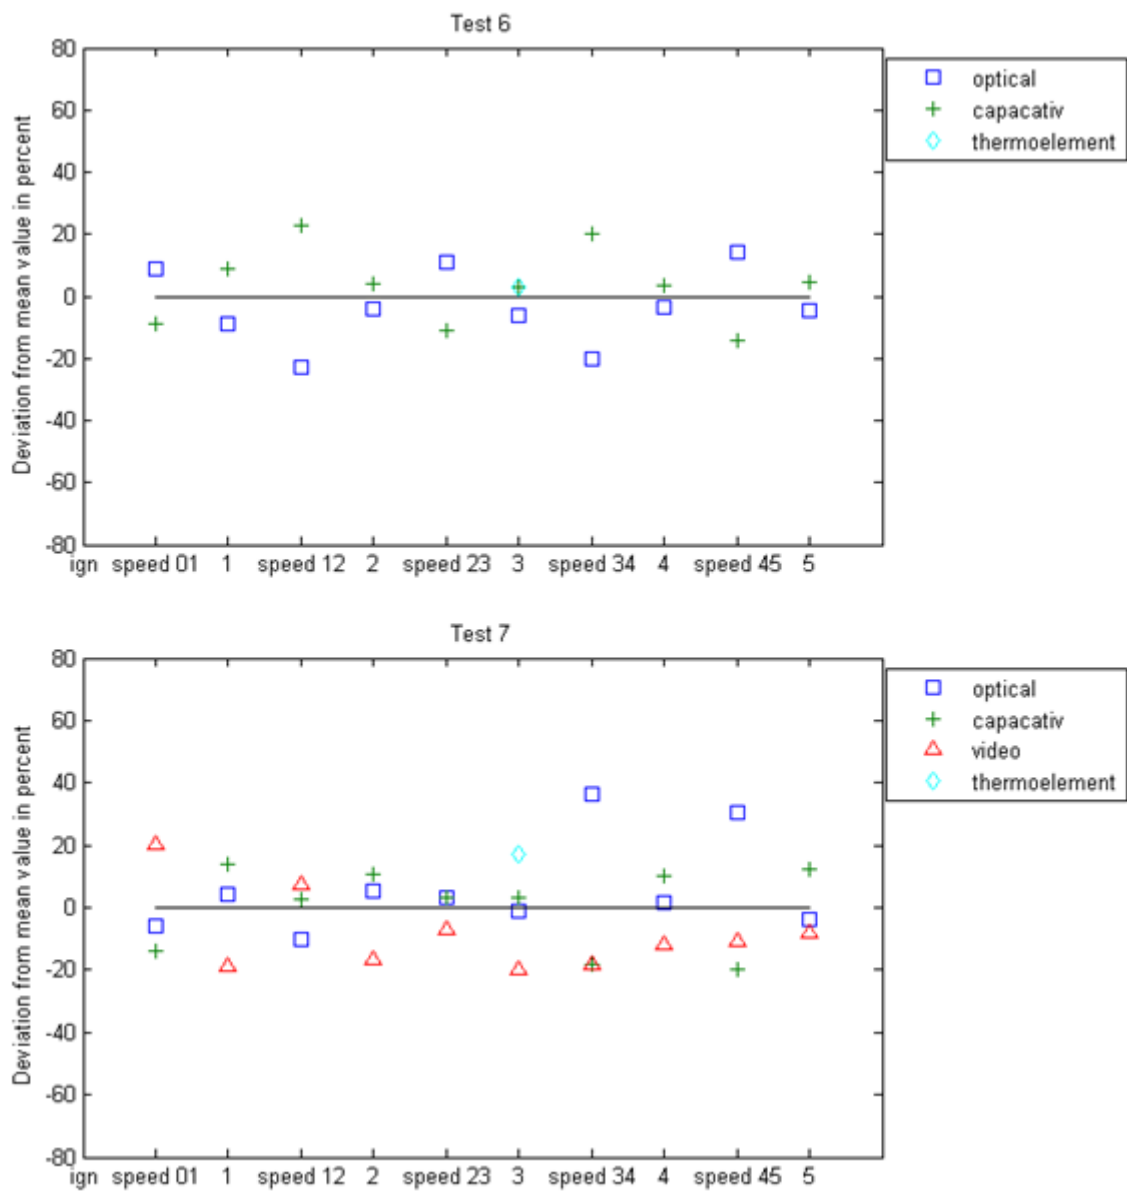 Test 6
Deviation from mean value in percent
80
60
40
20
0
-20
-40
-60
-80
ign speed 01 1 speed 12 2 speed 23 3 speed 34 4 speed 45 5
optical
capacativ
thermoelement
Test 7
Deviation from mean value in percent
80
60
40
20
0
-20
-40
-60
-80
ign speed 01 1 speed 12 2 speed 23 3 speed 34 4 speed 45 5
optical
capacativ
video
thermoelement